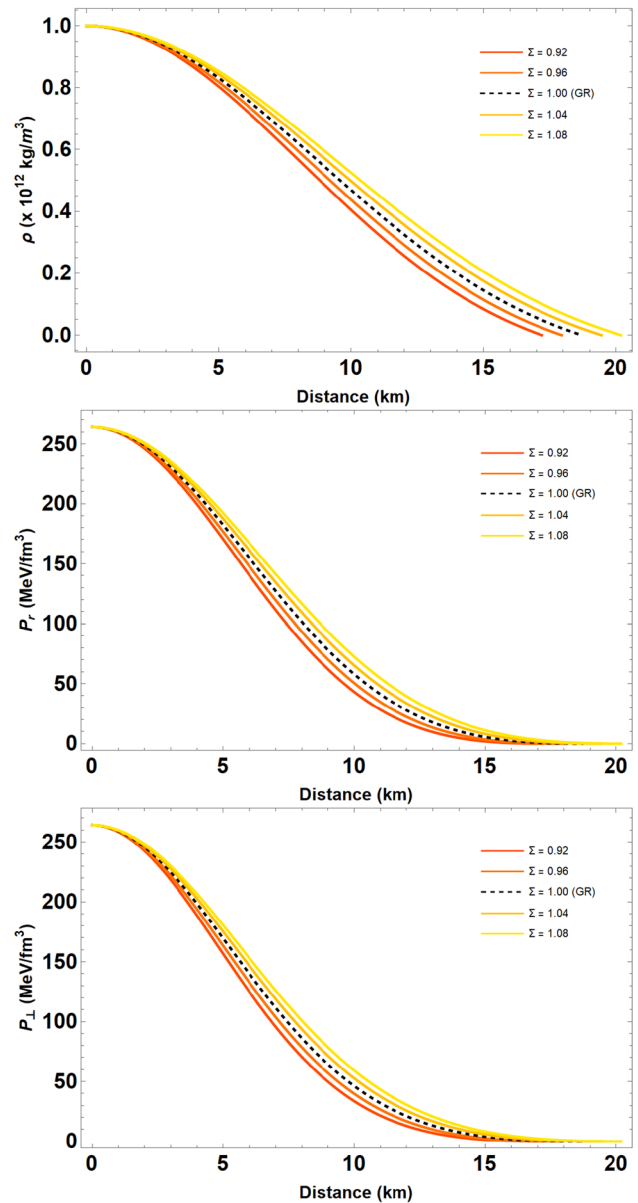 1.0
0.8
0.6
0.4
0.2
0.0
ρ (x 10¹² kg/m³)
Σ = 0.92
Σ = 0.96
Σ = 1.00 (GR)
Σ = 1.04
Σ = 1.08
0 5 10 15 20
Distance (km)
250
200
150
100
50
0
P_r (MeV/fm³)
Σ = 0.92
Σ = 0.96
Σ = 1.00 (GR)
Σ = 1.04
Σ = 1.08
0 5 10 15 20
Distance (km)
250
200
150
100
50
0
P_⊥ (MeV/fm³)
Σ = 0.92
Σ = 0.96
Σ = 1.00 (GR)
Σ = 1.04
Σ = 1.08
0 5 10 15 20
Distance (km)